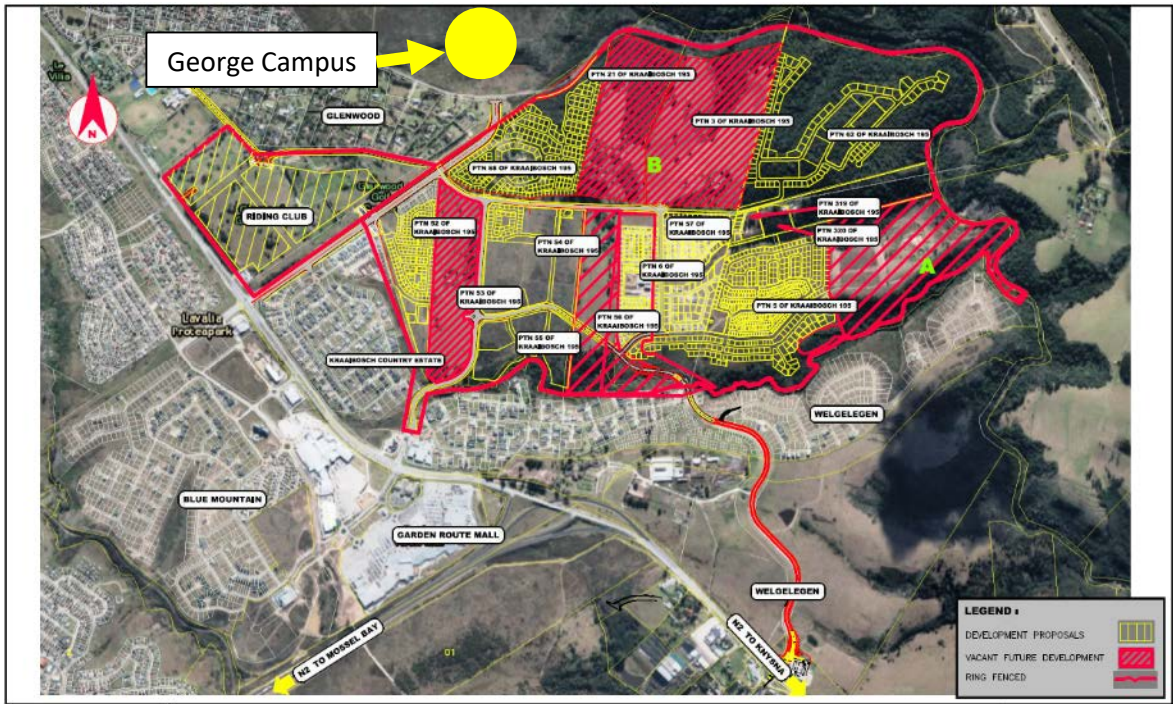 George Campus
La
Villa
N
GLENWOOD
PTN 21 OF KRAAIBOSCH 195
PTN 3 OF KRAAIBOSCH 195
PTN 62 OF KRAAIBOSCH 195
B
PTN 68 OF KRAAIBOSCH 195
RIDING CLUB
PTN 52 OF
KRAAIBOSCH 195
PTN 54 OF
KRAAIBOSCH 195
PTN 57 OF
KRAAIBOSCH 195
PTN 319 OF
KRAAIBOSCH 195
PTN 320 OF
KRAAIBOSCH 195
A
PTN 6 OF
KRAAIBOSCH 195
PTN 53 OF
KRAAIBOSCH 195
PTN 5 OF KRAAIBOSCH 195
PTN 56 OF
KRAAIBOSCH 195
PTN 55 OF
KRAAIBOSCH 195
Lavalia
Proteapark
KRAAIBOSCH COUNTRY ESTATE
WELGELEGEN
BLUE MOUNTAIN
GARDEN ROUTE MALL
WELGELEGEN
N2 TO MOSSEL BAY
01
N2 TO KNYSNA
LEGEND :
DEVELOPMENT PROPOSALS
VACANT FUTURE DEVELOPMENT
RING FENCED